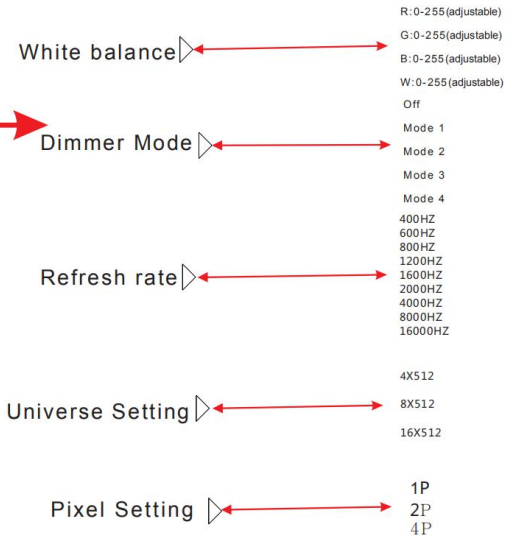 R:0-255(adjustable)
G:0-255(adjustable)
White balance
B:0-255(adjustable)
W:0-255(adjustable)
Off
Mode 1
Dimmer Mode
Mode 2
Mode 3
Mode 4
400HZ
600HZ
800HZ
1200HZ
Refresh rate
1600HZ
2000HZ
4000HZ
8000HZ
16000HZ
4X512
Universe Setting
8X512
16X512
1P
Pixel Setting
2P
4P